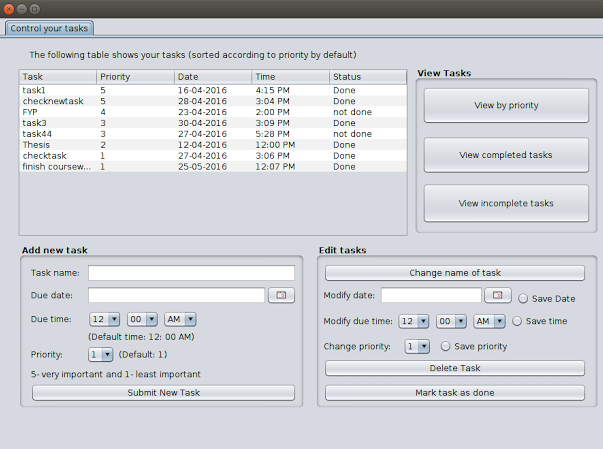 Control your tasks
The following table shows your tasks (sorted according to priority by default)
Task Priority Date Time Status
task1 5 16-04-2016 4:15 PM Done
checknewtask 5 28-04-2016 3:04 PM Done
FYP 4 23-04-2016 2:00 PM not done
task3 3 30-04-2016 3:09 PM Done
task44 3 27-04-2016 5:28 PM not done
Thesis 2 12-04-2016 12:00 PM Done
checktask 1 27-04-2016 3:06 PM Done
finish coursew... 1 25-05-2016 12:07 PM Done
View Tasks
View by priority
View completed tasks
View incomplete tasks
Add new task
Task name:
Due date:
Due time: 12 00 AM
(Default time: 12: 00 AM)
Priority: 1 (Default: 1)
5- very important and 1- least important
Submit New Task
Edit tasks
Change name of task
Modify date: Save Date
Modify due time: 12 00 AM Save time
Change priority: 1 Save priority
Delete Task
Mark task as done